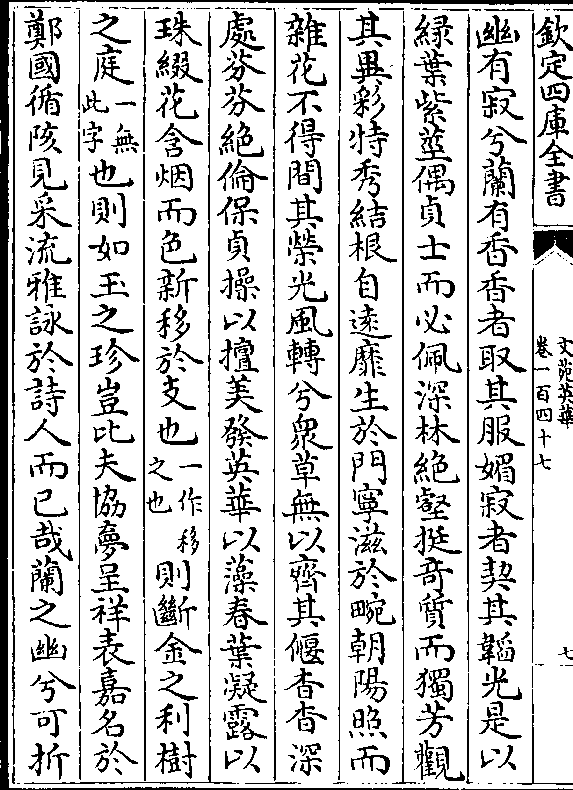 欽定四庫全書
文苑英華
卷一百四十七
七
幽有寂兮蘭有香香者取其服媚寂者契其韜光是以
緑葉紫莖偶貞士而必佩深林絶壑挺竒質而獨芳觀
其異彩特秀結根自逺靡生於門寧滋於畹朝陽照而
雜花不得間其榮光風轉兮衆草無以齊其偃杳杳深
處芬芬絶倫保貞操以擅美發英華以藻春葉凝露以
珠綴花含烟而色新移於支也一作移之也則斷金之利樹
之庭一無此字也則如玉之珍豈比夫協夢呈祥表嘉名於
鄭國循陔見采流雅詠於詩人而已哉蘭之幽兮可折